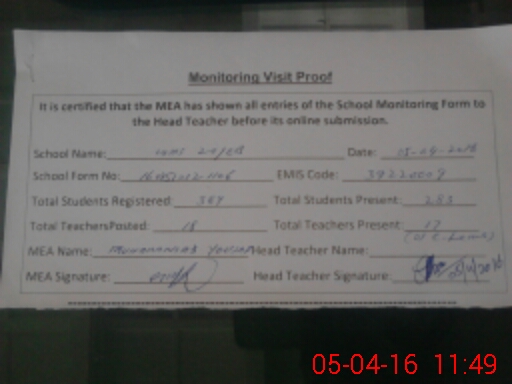 Monitoring Visit Proof
It is certified that the MEA has shown all entries of the School Monitoring Form to
the Head Teacher before its online submission.
School Name: Date: 05-04-2016
School Form No: EMIS Code: 39220009
Total Students Registered: Total Students Present: 283
Total TeachersPosted: 18 Total Teachers Present: 17
MEA Name: Head Teacher Name:
MEA Signature: Head Teacher Signature:
05-04-16 11:49